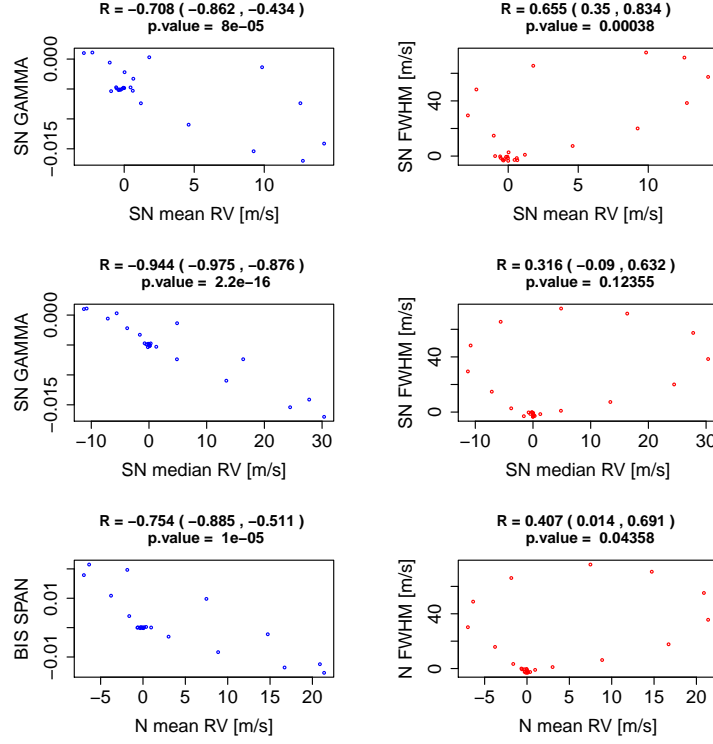 R = −0.708 ( −0.862 , −0.434 )
p.value = 8e−05
0.000
−0.015
SN GAMMA
0 5 10
SN mean RV [m/s]
R = 0.655 ( 0.35 , 0.834 )
p.value = 0.00038
40
0
SN FWHM [m/s]
0 5 10
SN mean RV [m/s]
R = −0.944 ( −0.975 , −0.876 )
p.value = 2.2e−16
0.000
−0.015
SN GAMMA
−10 0 10 20 30
SN median RV [m/s]
R = 0.316 ( −0.09 , 0.632 )
p.value = 0.12355
40
0
SN FWHM [m/s]
−10 0 10 20 30
SN median RV [m/s]
R = −0.754 ( −0.885 , −0.511 )
p.value = 1e−05
0.01
−0.01
BIS SPAN
−5 0 5 10 15 20
N mean RV [m/s]
R = 0.407 ( 0.014 , 0.691 )
p.value = 0.04358
40
0
N FWHM [m/s]
−5 0 5 10 15 20
N mean RV [m/s]